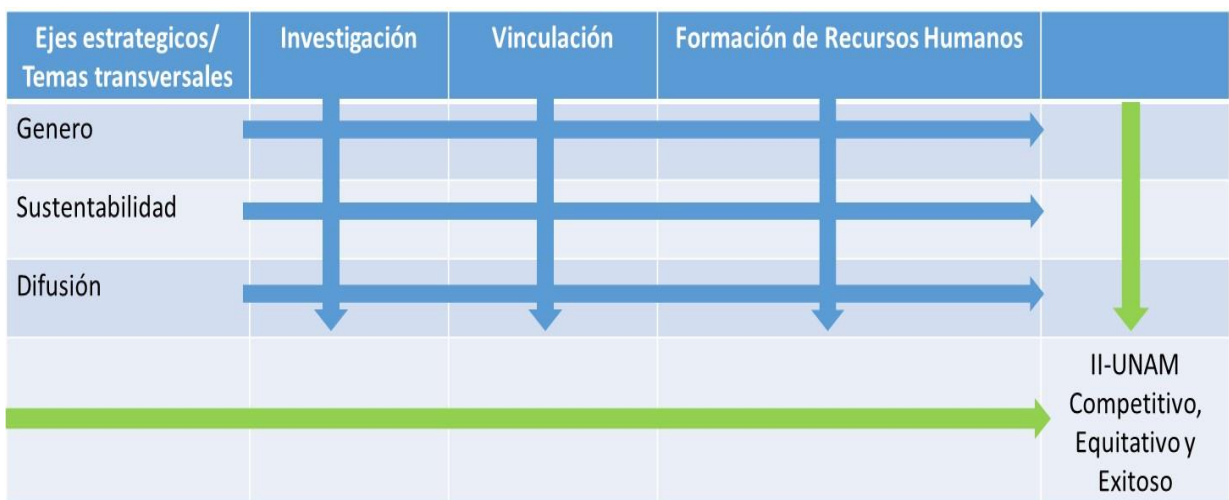 Ejes estrategicos/
Temas transversales
Investigación
Vinculación
Formación de Recursos Humanos
Genero
Sustentabilidad
Difusión
II-UNAM
Competitivo,
Equitativo y
Exitoso